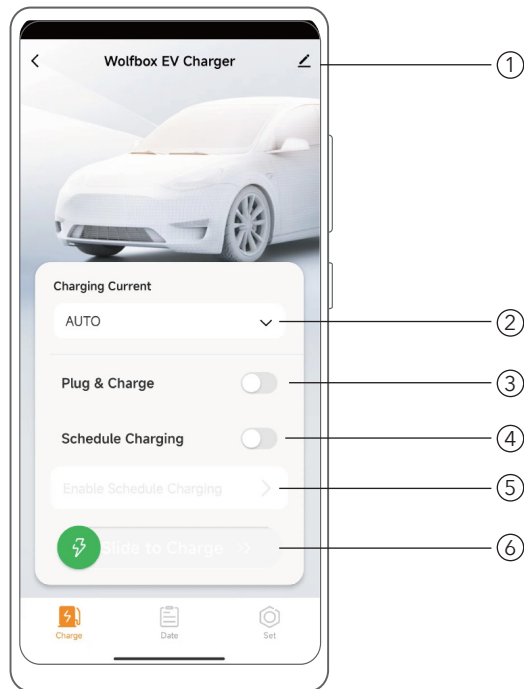 Wolfbox EV Charger
1
Charging Current
AUTO
2
Plug & Charge
3
Schedule Charging
4
Enable Schedule Charging
5
Slide to Charge
6
Charge
Date
Set